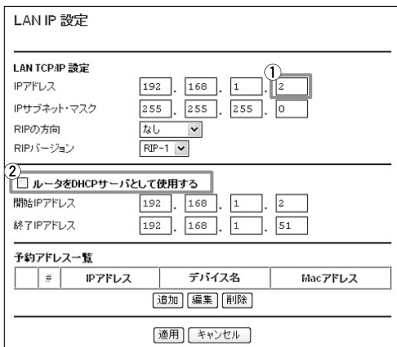 LAN IP 設定
LAN TCP/IP 設定
①
IPアドレス 192 . 168 . 1 . 2
IPサブネット・マスク 255 . 255 . 255 . 0
RIPの方向 なし
RIPバージョン RIP-1
②
ルータをDHCPサーバとして使用する
開始IPアドレス 192 . 168 . 1 . 2
終了IPアドレス 192 . 168 . 1 . 51
予約アドレス一覧
# IPアドレス デバイス名 Macアドレス
追加 編集 削除
適用 キャンセル